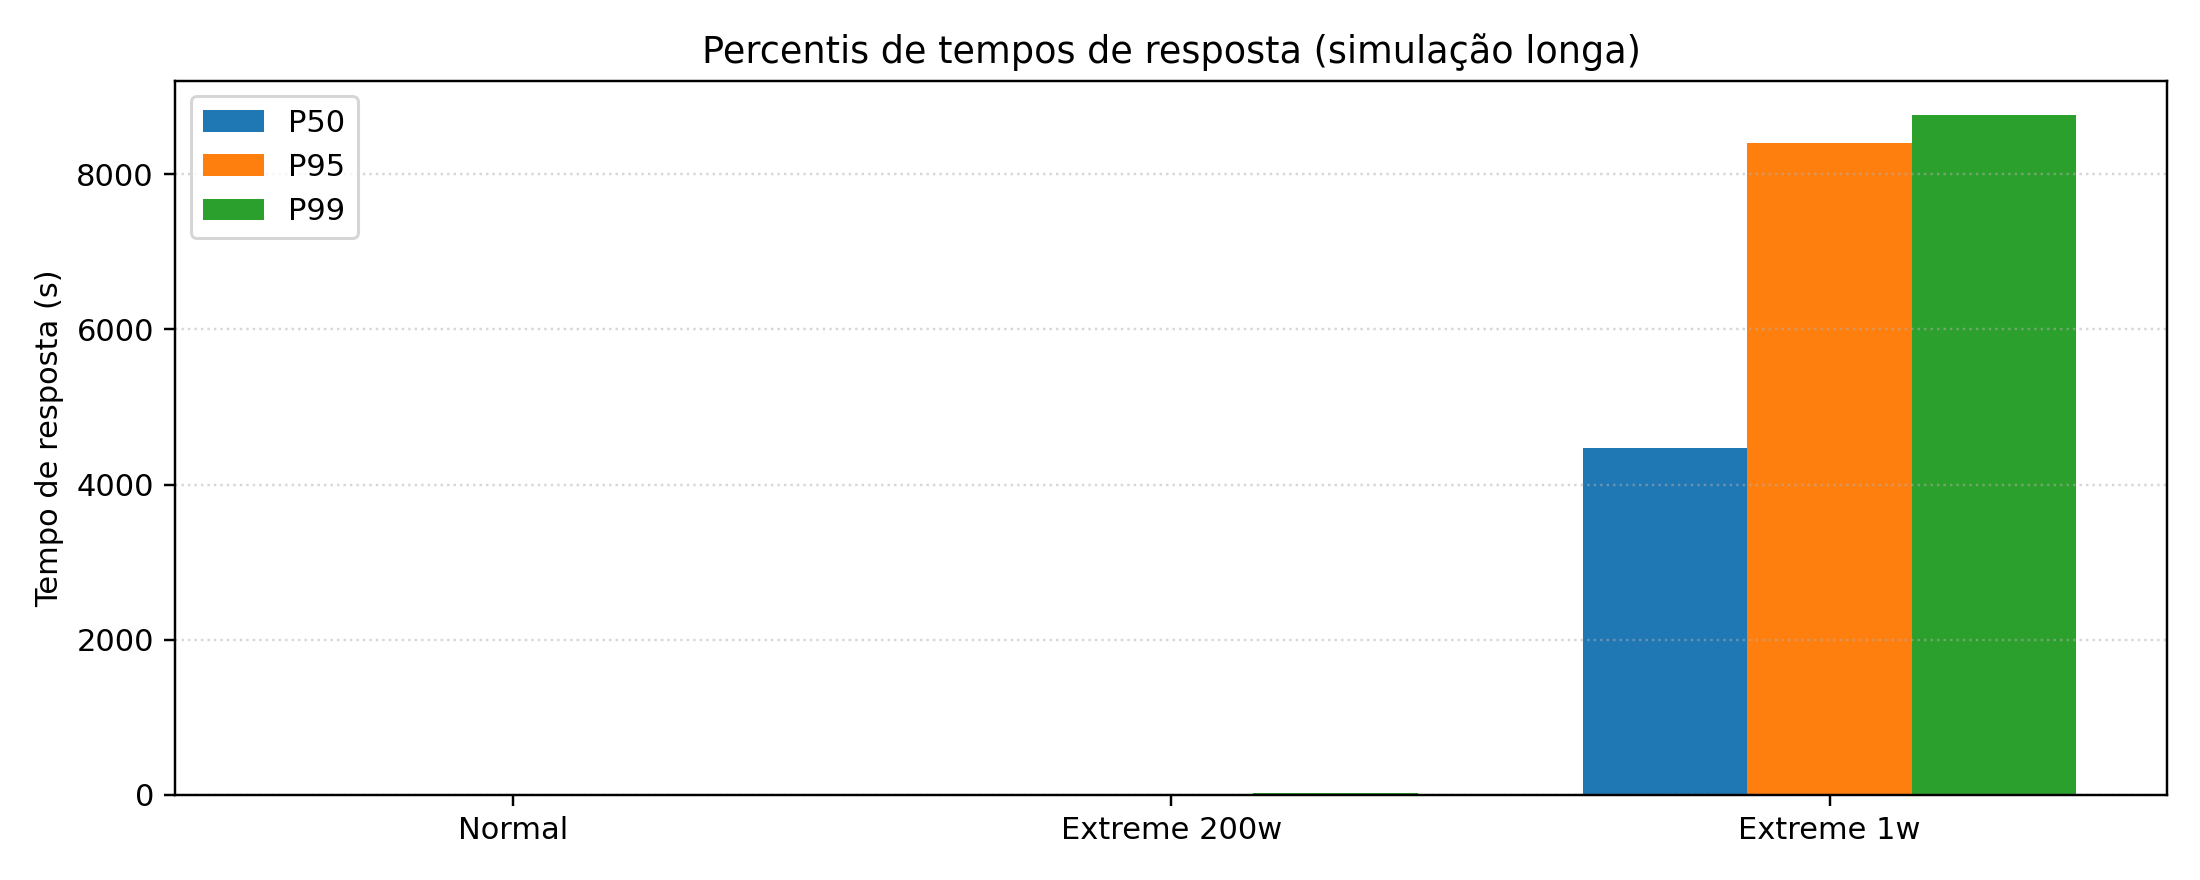 Percentis de tempos de resposta (simulação longa)
P50
P95
P99
Tempo de resposta (s)
8000
6000
4000
2000
0
Normal
Extreme 200w
Extreme 1w